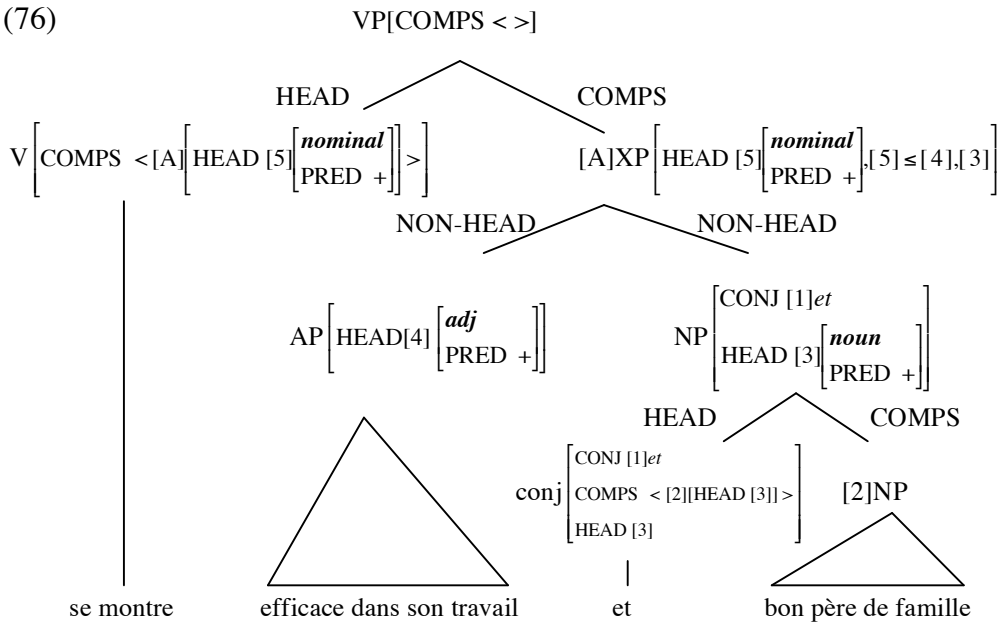 (76)
VP[COMPS < >]
HEAD COMPS
V[COMPS <[A][HEAD [5][nominal PRED +]]>] [A]XP[HEAD [5][nominal PRED +],[5]≤[4],[3]]
NON-HEAD NON-HEAD
AP[HEAD[4] [adj PRED +]] NP[CONJ [1]et HEAD [3][noun PRED +]]
HEAD COMPS
conj[CONJ [1]et COMPS <[2][HEAD [3]]> HEAD [3]] [2]NP
se montre efficace dans son travail et bon père de famille